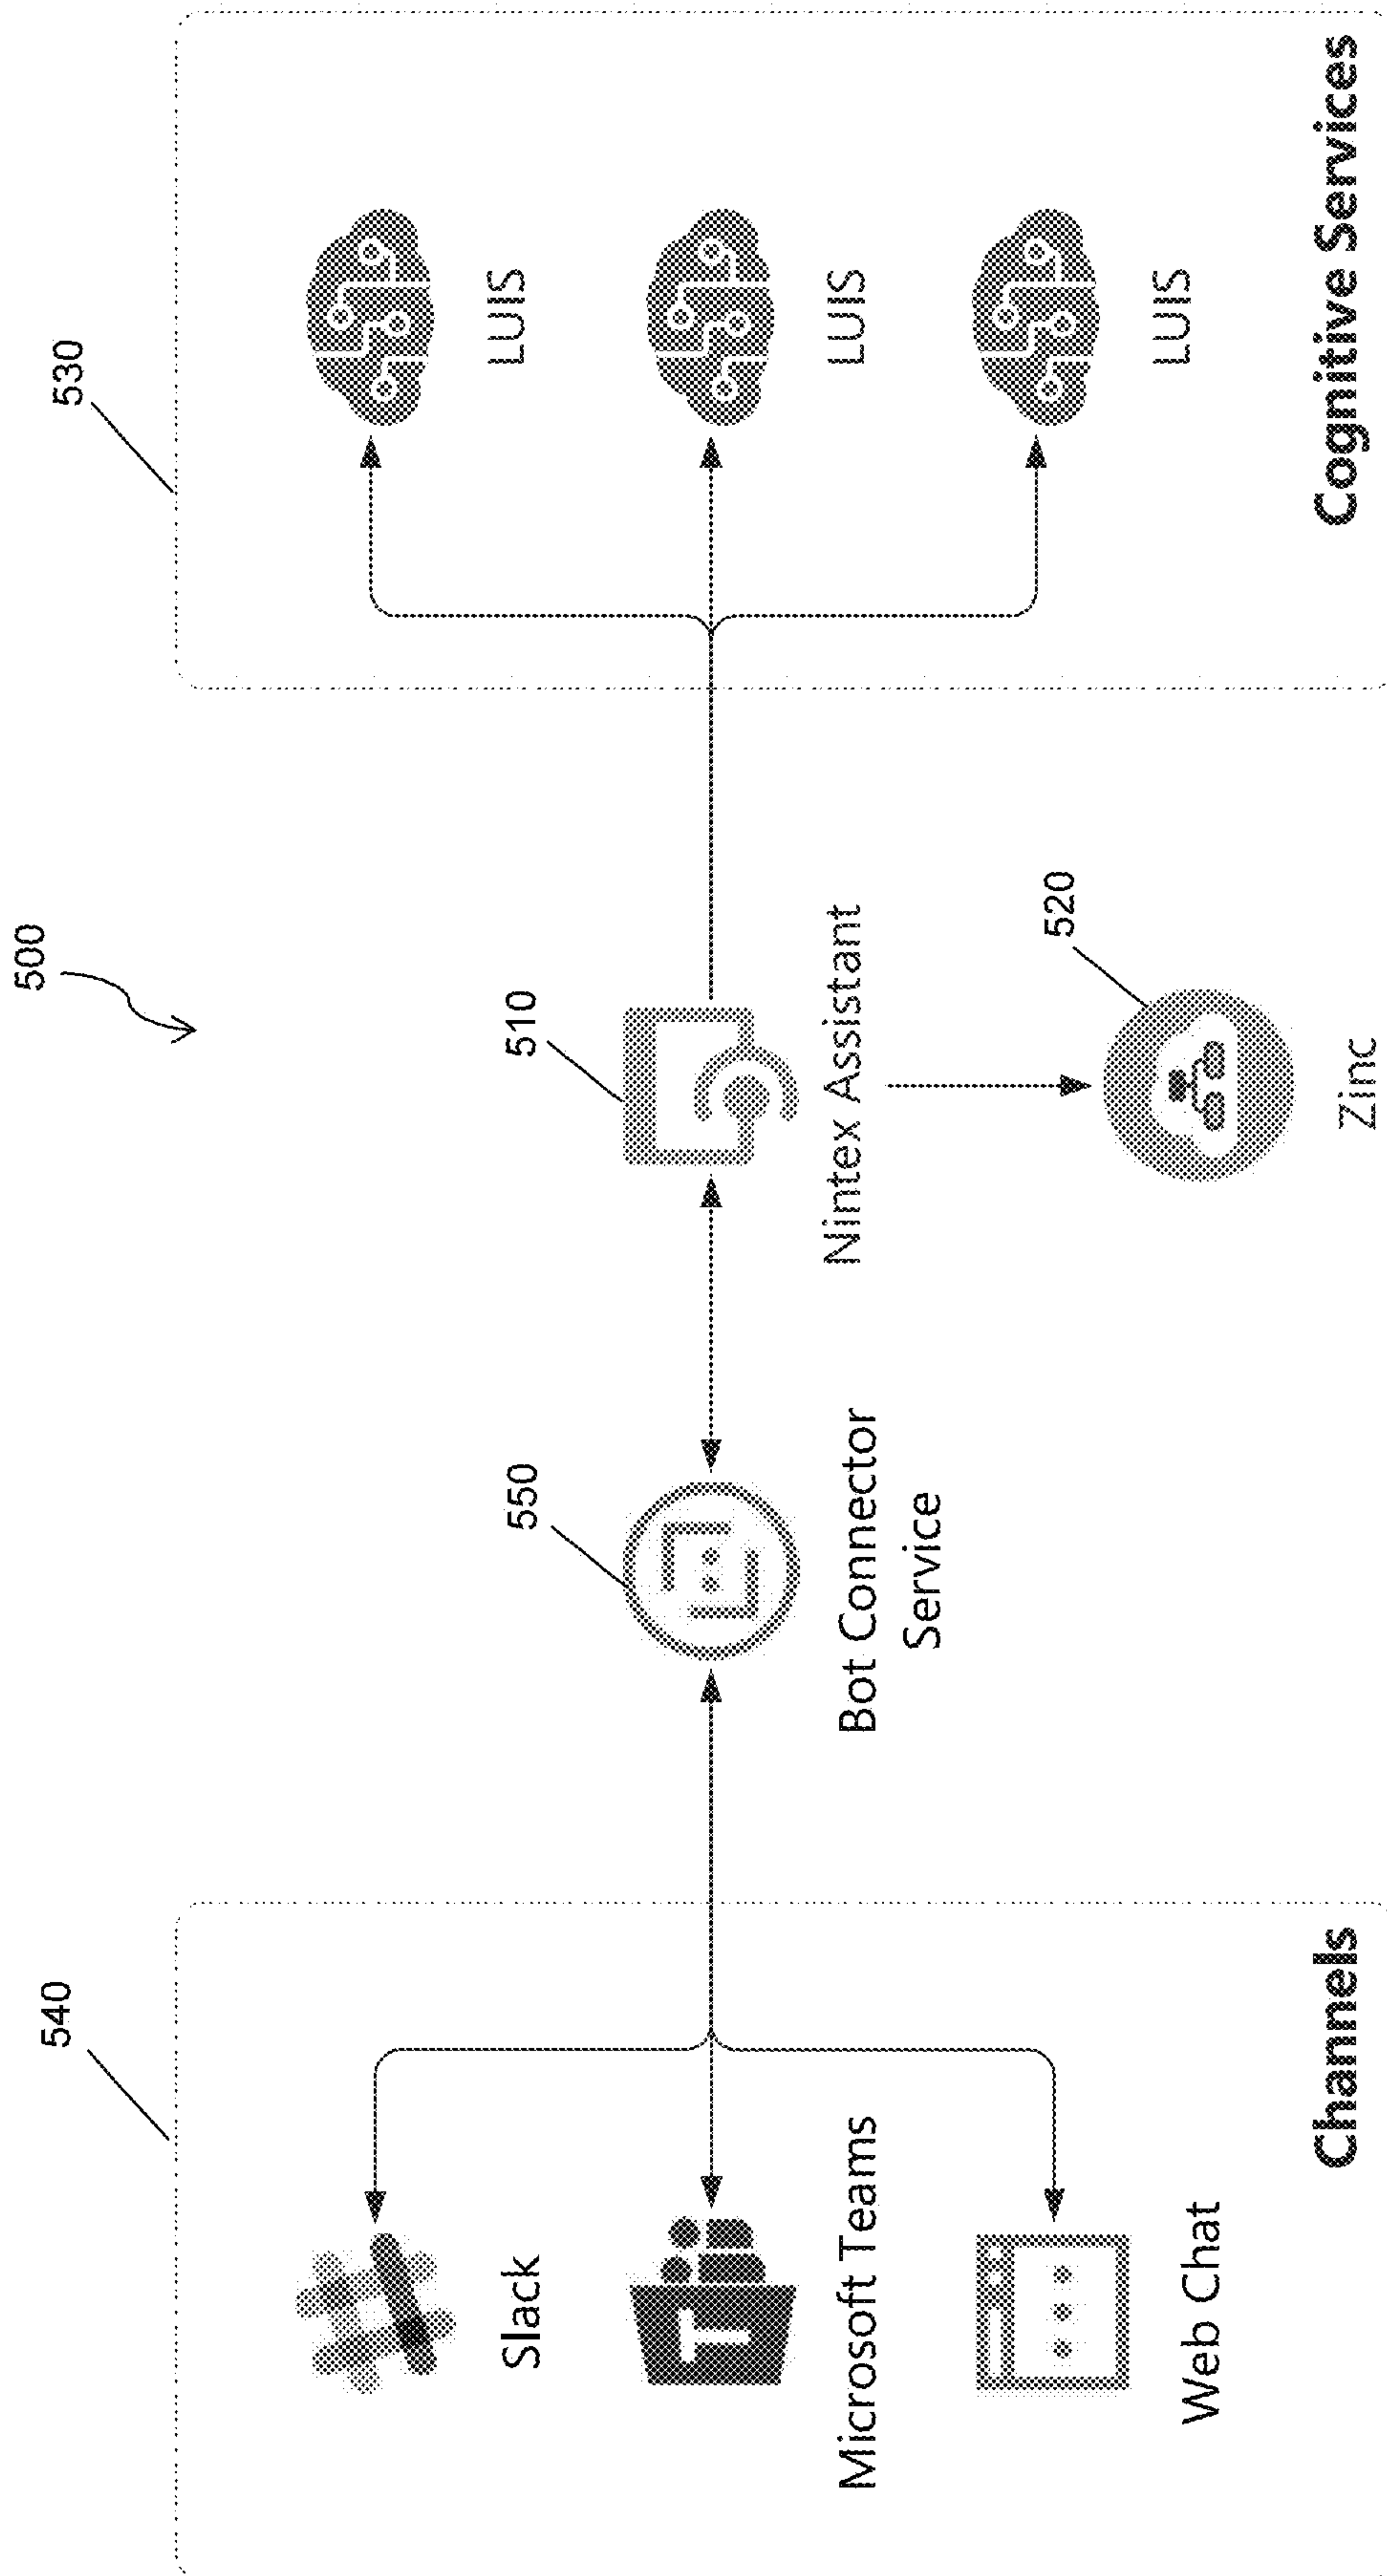 500
540
530
Slack
Microsoft Teams
T
Web Chat
Channels
550
Bot Connector
Service
510
Nintex Assistant
520
Zinc
LUIS
LUIS
LUIS
Cognitive Services